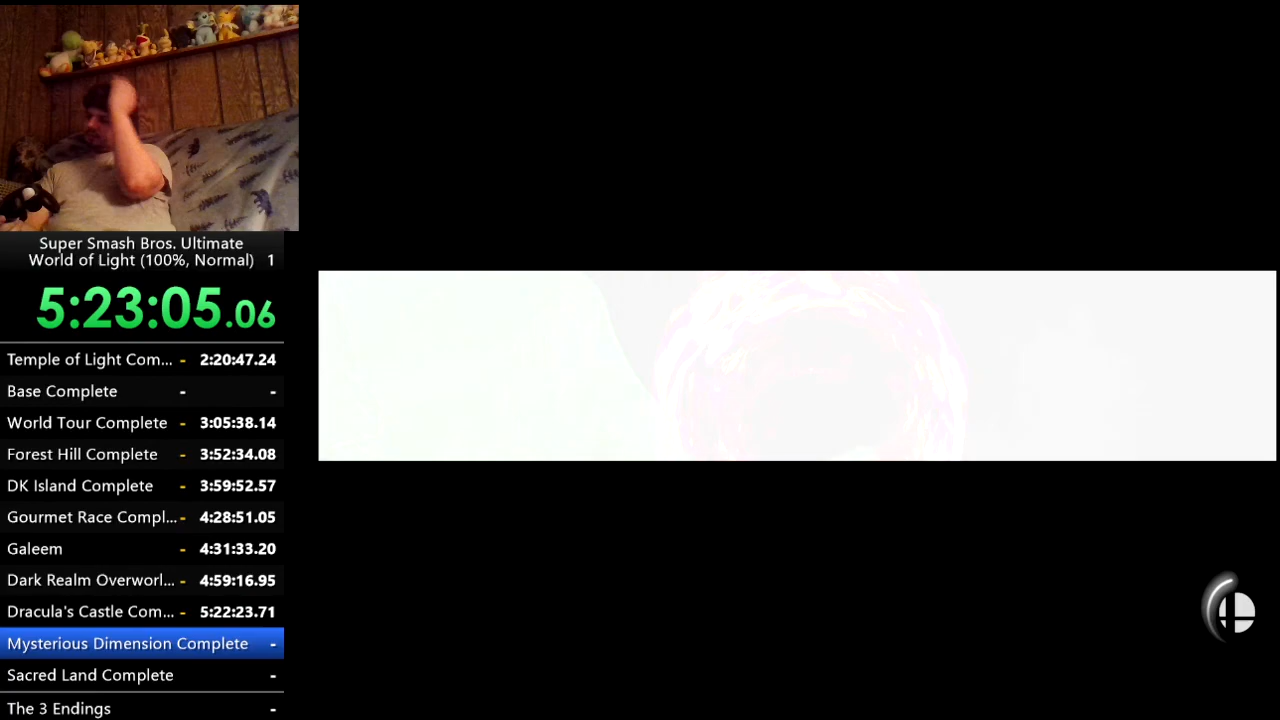 Super Smash Bros. Ultimate
World of Light (100%, Normal) 1
5:23:05.06
Temple of Light Com... - 2:20:47.24
Base Complete - -
World Tour Complete - 3:05:38.14
Forest Hill Complete - 3:52:34.08
DK Island Complete - 3:59:52.57
Gourmet Race Compl... - 4:28:51.05
Galeem - 4:31:33.20
Dark Realm Overworl... - 4:59:16.95
Dracula's Castle Com... - 5:22:23.71
Mysterious Dimension Complete -
Sacred Land Complete -
The 3 Endings -